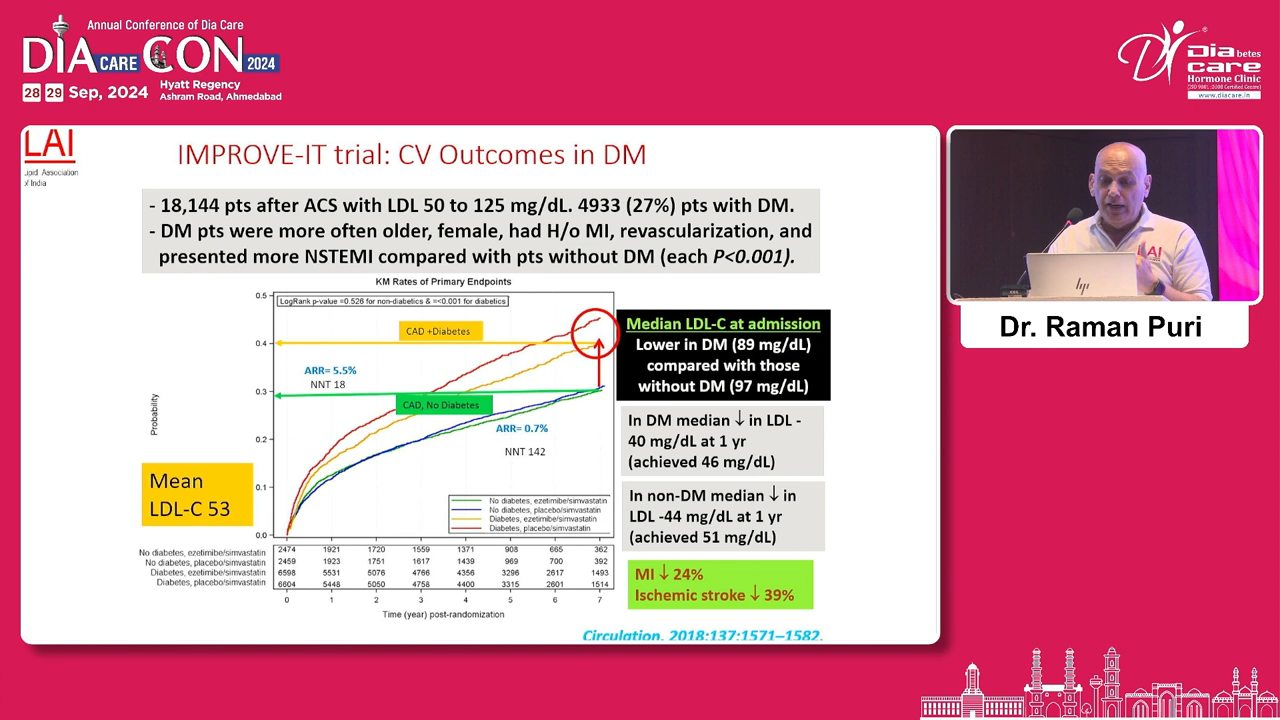 Annual Conference of Dia Care
DIA CARE CON 2024
28 29 Sep, 2024
Hyatt Regency
Ashram Road, Ahmedabad
Diabetes
care
Hormone Clinic
(ISO 9001:2008 Certified Centre)
www.diacare.in
LAI
Lipid Association
of India
IMPROVE-IT trial: CV Outcomes in DM
- 18,144 pts after ACS with LDL 50 to 125 mg/dL. 4933 (27%) pts with DM.
- DM pts were more often older, female, had H/o MI, revascularization, and
presented more NSTEMI compared with pts without DM (each P<0.001).
KM Rates of Primary Endpoints
LogRank p-value =0.526 for non-diabetics & =<0.001 for diabetics
Probability
0.5
0.4
0.3
0.2
0.1
0.0
CAD +Diabetes
ARR= 5.5%
NNT 18
CAD, No Diabetes
ARR= 0.7%
NNT 142
No diabetes, ezetimibe/simvastatin
No diabetes, placebo/simvastatin
Diabetes, ezetimibe/simvastatin
Diabetes, placebo/simvastatin
Mean
LDL-C 53
No diabetes, ezetimibe/simvastatin 2474 1921 1720 1559 1371 908 665 362
No diabetes, placebo/simvastatin 2459 1923 1751 1617 1439 969 700 392
Diabetes, ezetimibe/simvastatin 6598 5531 5076 4766 4356 3296 2617 1493
Diabetes, placebo/simvastatin 6604 5448 5050 4758 4400 3315 2601 1514
0 1 2 3 4 5 6 7
Time (year) post-randomization
Median LDL-C at admission
Lower in DM (89 mg/dL)
compared with those
without DM (97 mg/dL)
In DM median ↓ in LDL -
40 mg/dL at 1 yr
(achieved 46 mg/dL)
In non-DM median ↓ in
LDL -44 mg/dL at 1 yr
(achieved 51 mg/dL)
MI ↓ 24%
Ischemic stroke ↓ 39%
Circulation. 2018;137:1571–1582.
LAI
hp
Dr. Raman Puri